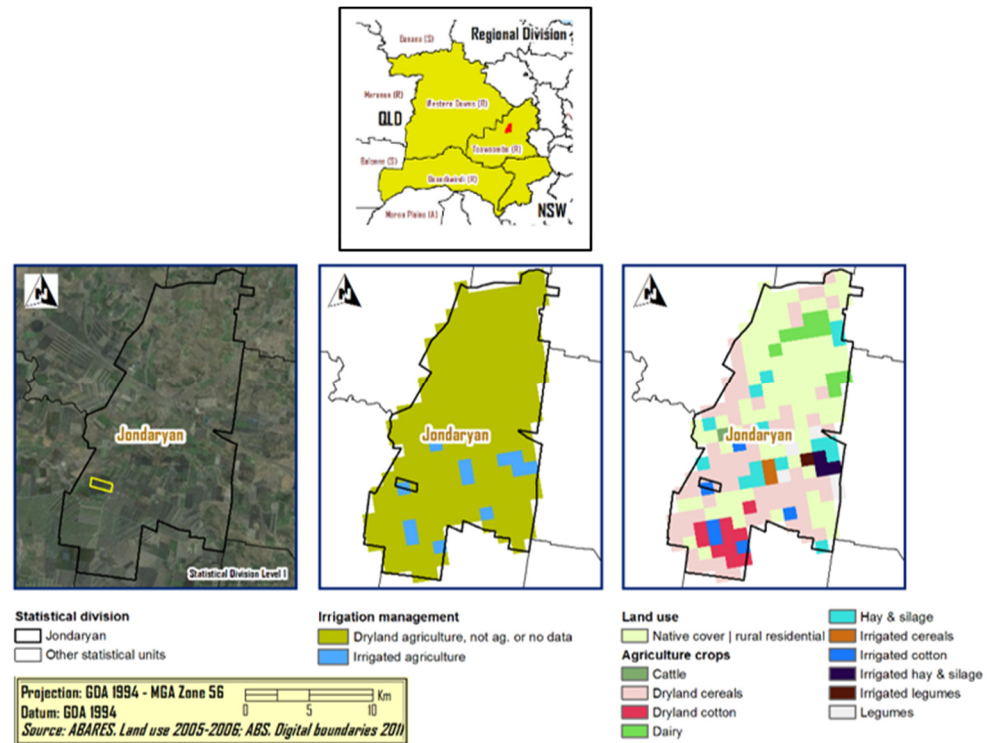 Regional Division
Banana (S)
Maranoa (R)
Western Downs (R)
QLD
Toowoomba (R)
Balonne (S)
Goondiwindi (R)
NSW
Moree Plains (A)
N
Jondaryan
Statistical Division Level 1
N
Jondaryan
N
Jondaryan
Statistical division
Jondaryan
Other statistical units
Irrigation management
Dryland agriculture, not ag. or no data
Irrigated agriculture
Land use
Native cover | rural residential
Agriculture crops
Cattle
Dryland cereals
Dryland cotton
Dairy
Hay & silage
Irrigated cereals
Irrigated cotton
Irrigated hay & silage
Irrigated legumes
Legumes
Projection: GDA 1994 - MGA Zone 56
Datum: GDA 1994
Km
0 5 10
Source: ABARES. Land use 2005-2006; ABS. Digital boundaries 2011